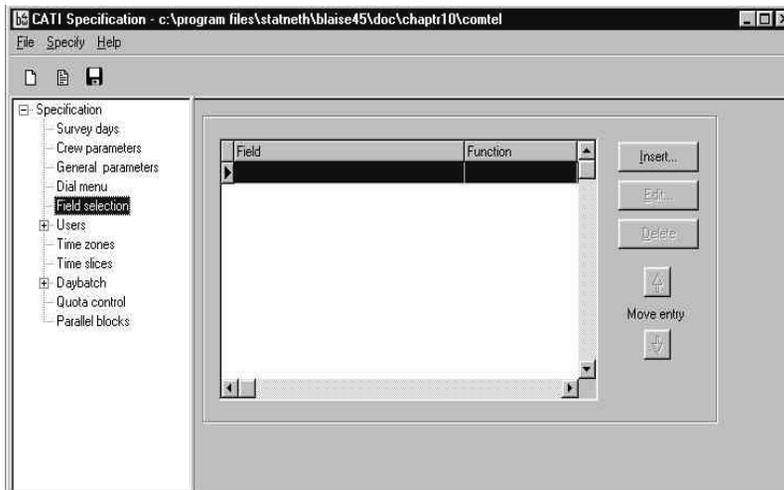 CATI Specification - c:\program files\statneth\blaise45\doc\chaptr10\comtel
File Specify Help
Specification
Survey days
Crew parameters
General parameters
Dial menu
Field selection
Users
Time zones
Time slices
Daybatch
Quota control
Parallel blocks
Field Function
Insert...
Edit...
Delete
Move entry